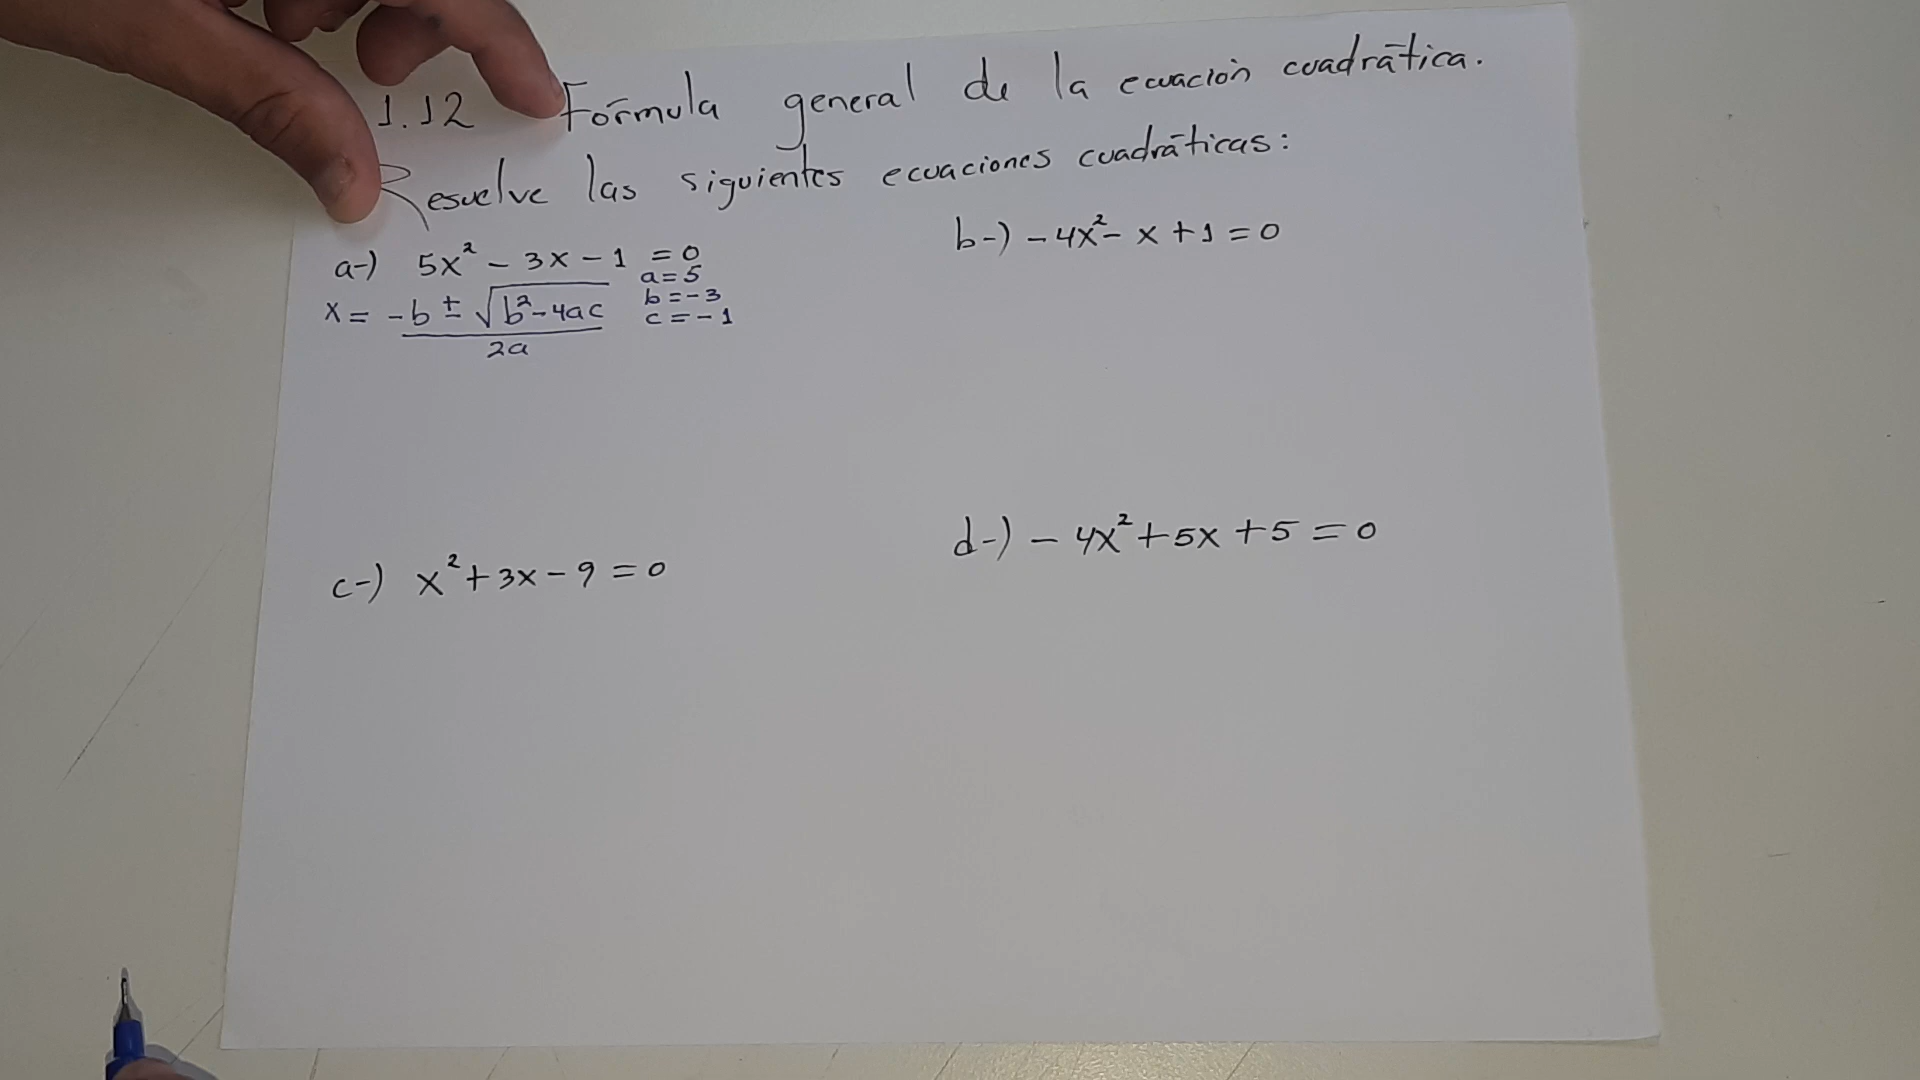 1.12 Fórmula general de la ecuación cuadrática.
Resuelve las siguientes ecuaciones cuadráticas:
a-) 5x² - 3x - 1 = 0
a = 5
x = -b ± √b² - 4ac
b = -3
c = -1
2a
b-) - 4x² - x + 1 = 0
c-) x² + 3x - 9 = 0
d-) - 4x² + 5x + 5 = 0